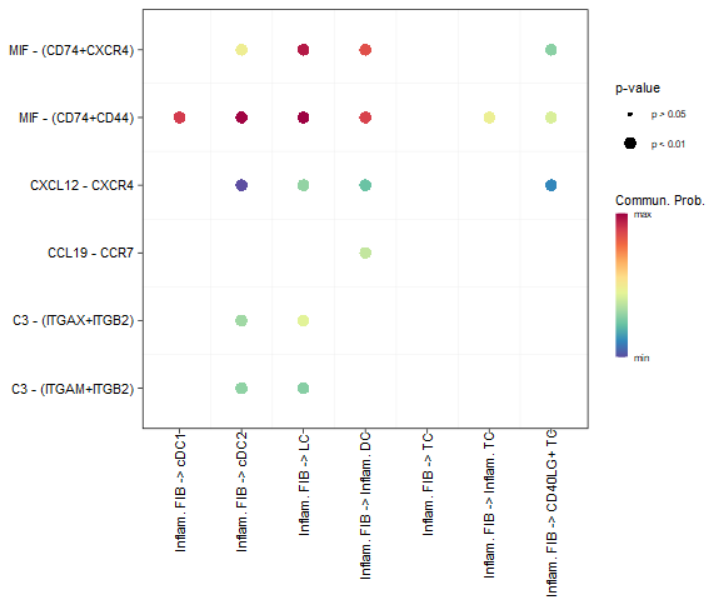 MIF - (CD74+CXCR4)
MIF - (CD74+CD44)
CXCL12 - CXCR4
CCL19 - CCR7
C3 - (ITGAX+ITGB2)
C3 - (ITGAM+ITGB2)
Inflam. FIB -> cDC1
Inflam. FIB -> cDC2
Inflam. FIB -> LC
Inflam. FIB -> Inflam. DC
Inflam. FIB -> TC
Inflam. FIB -> Inflam. TC
Inflam. FIB -> CD40LG+ TC
p-value
p > 0.05
p < 0.01
Commun. Prob.
max
min